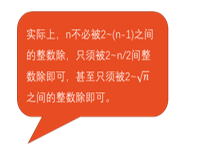 实际上，n不必被2~(n-1)之间
的整数除，只须被2~n/2间整
数除即可，甚至只须被2~√n
之间的整数除即可。